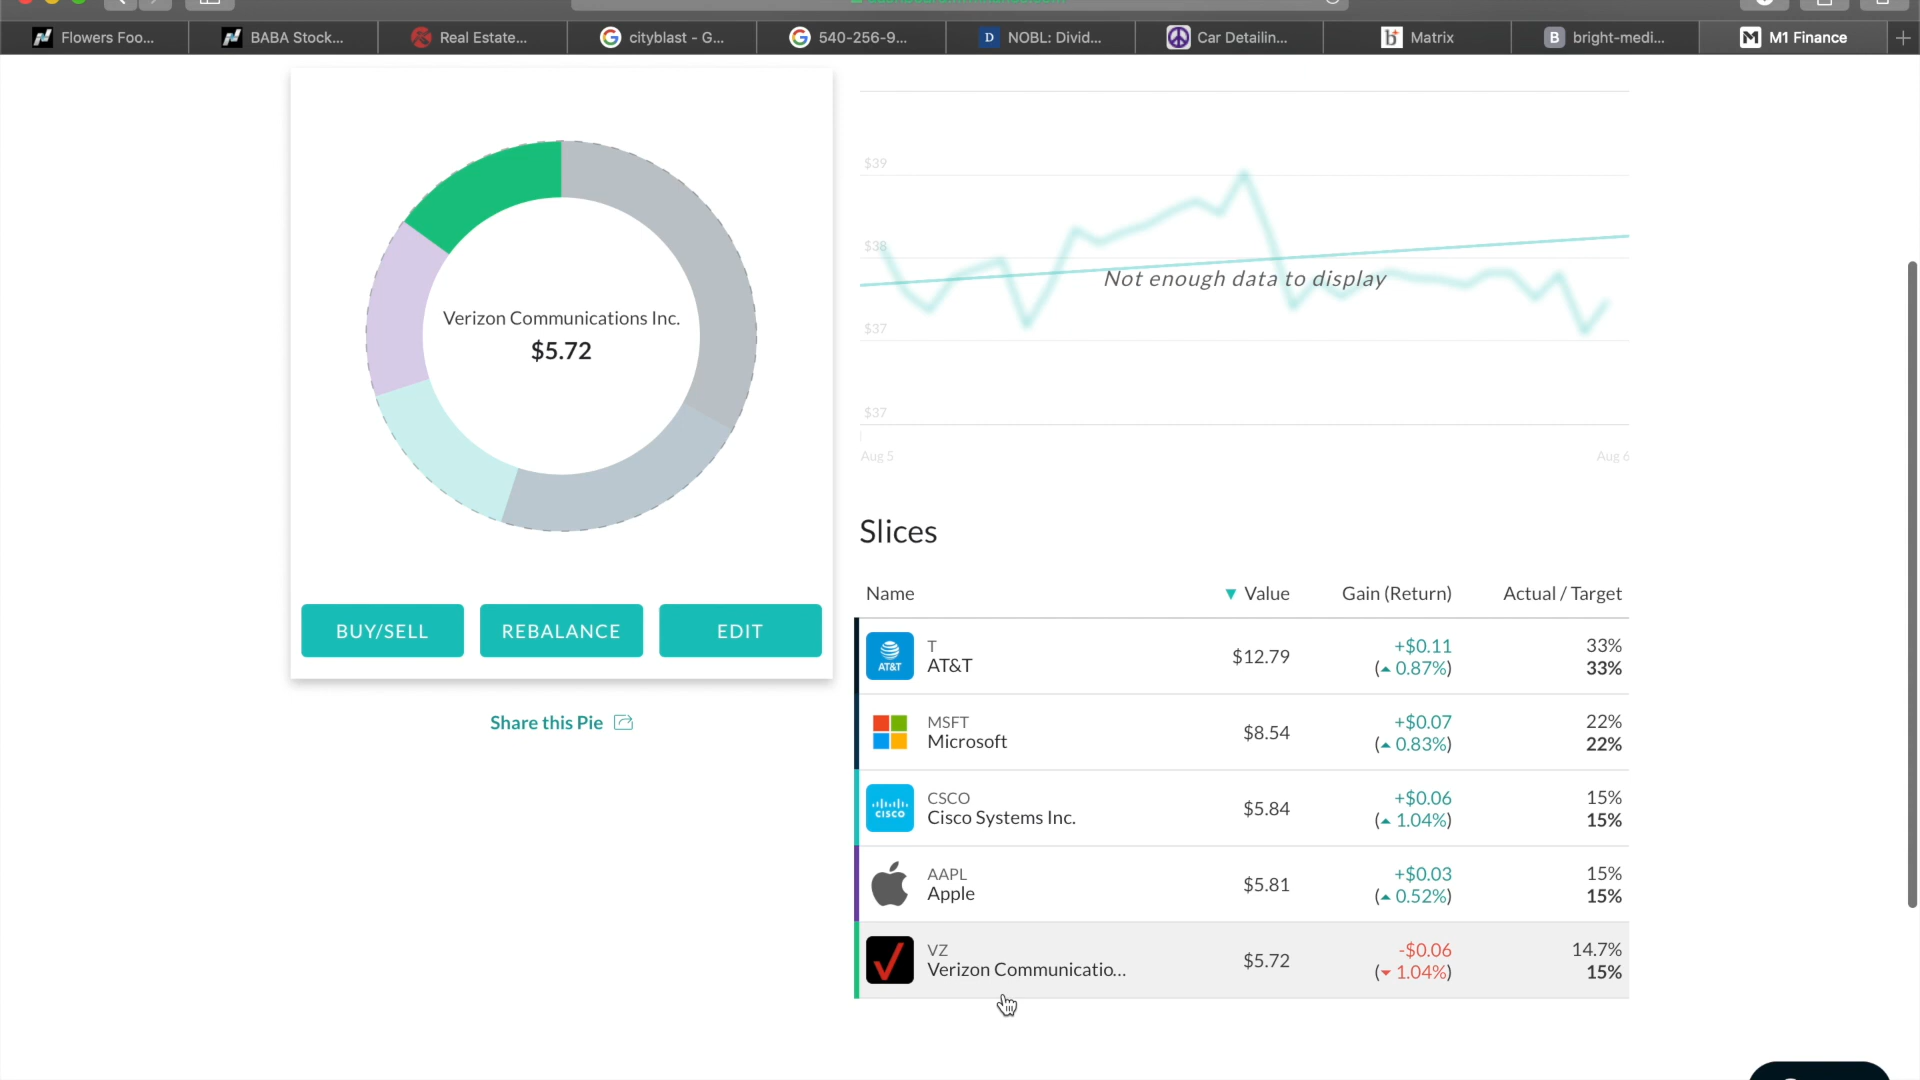 Flowers Foo...
BABA Stock...
Real Estate...
cityblast - G...
540-256-9...
D NOBL: Divid...
Car Detailin...
Matrix
B bright-medi...
M1 Finance
Verizon Communications Inc.
$5.72
BUY/SELL
REBALANCE
EDIT
Share this Pie
$39
$38
Not enough data to display
$37
$37
Aug 5
Aug 6
Slices
Name
▼ Value
Gain (Return)
Actual / Target
AT&T
T
AT&T
$12.79
+$0.11
(▲ 0.87%)
33%
33%
MSFT
Microsoft
$8.54
+$0.07
(▲ 0.83%)
22%
22%
CISCO
CSCO
Cisco Systems Inc.
$5.84
+$0.06
(▲ 1.04%)
15%
15%
AAPL
Apple
$5.81
+$0.03
(▲ 0.52%)
15%
15%
VZ
Verizon Communicatio...
$5.72
-$0.06
(▼ 1.04%)
14.7%
15%